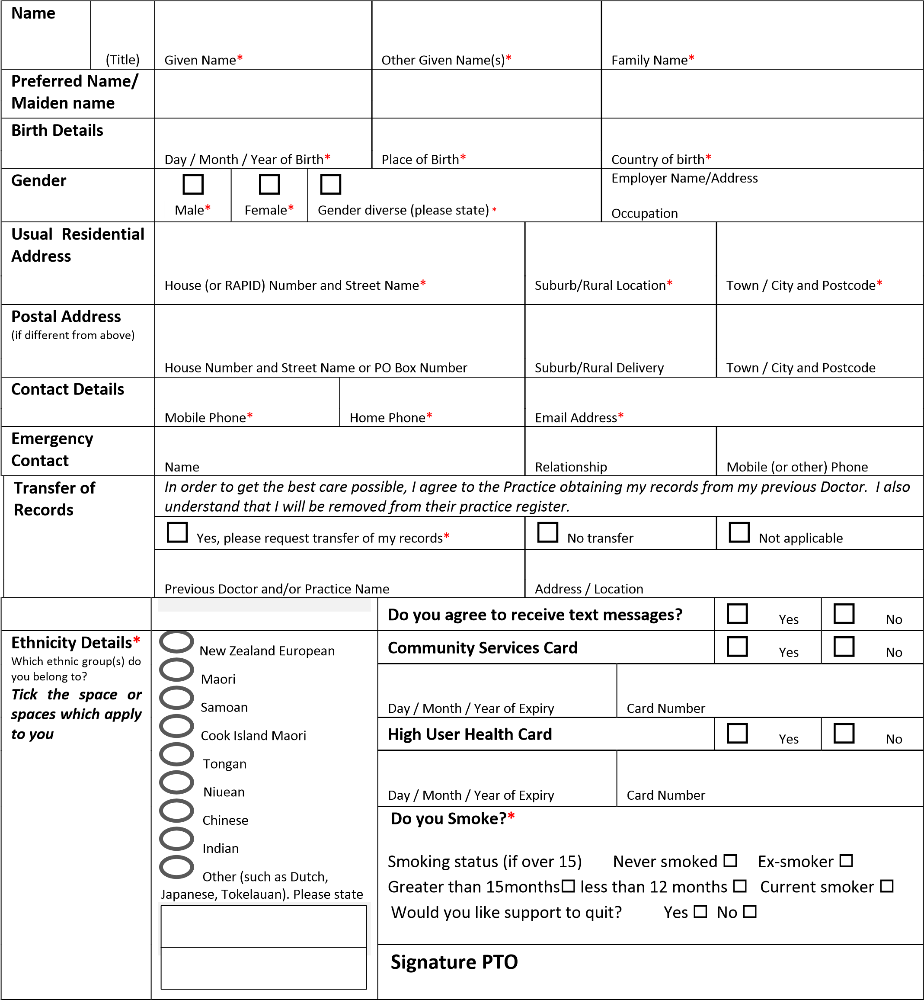 Name
(Title) Given Name* Other Given Name(s)* Family Name*
Preferred Name/
Maiden name
Birth Details
Day / Month / Year of Birth* Place of Birth* Country of birth*
Gender
Male* Female* Gender diverse (please state) *
Employer Name/Address
Occupation
Usual Residential
Address
House (or RAPID) Number and Street Name* Suburb/Rural Location* Town / City and Postcode*
Postal Address
(if different from above)
House Number and Street Name or PO Box Number Suburb/Rural Delivery Town / City and Postcode
Contact Details
Mobile Phone* Home Phone* Email Address*
Emergency
Contact
Name Relationship Mobile (or other) Phone
Transfer of
Records
In order to get the best care possible, I agree to the Practice obtaining my records from my previous Doctor. I also
understand that I will be removed from their practice register.
Yes, please request transfer of my records* No transfer Not applicable
Previous Doctor and/or Practice Name Address / Location
Do you agree to receive text messages? Yes No
Ethnicity Details*
Which ethnic group(s) do
you belong to?
Tick the space or
spaces which apply
to you
New Zealand European
Maori
Samoan
Cook Island Maori
Tongan
Niuean
Chinese
Indian
Other (such as Dutch,
Japanese, Tokelauan). Please state
Community Services Card Yes No
Day / Month / Year of Expiry Card Number
High User Health Card Yes No
Day / Month / Year of Expiry Card Number
Do you Smoke?*
Smoking status (if over 15) Never smoked Ex-smoker
Greater than 15months less than 12 months Current smoker
Would you like support to quit? Yes No
Signature PTO